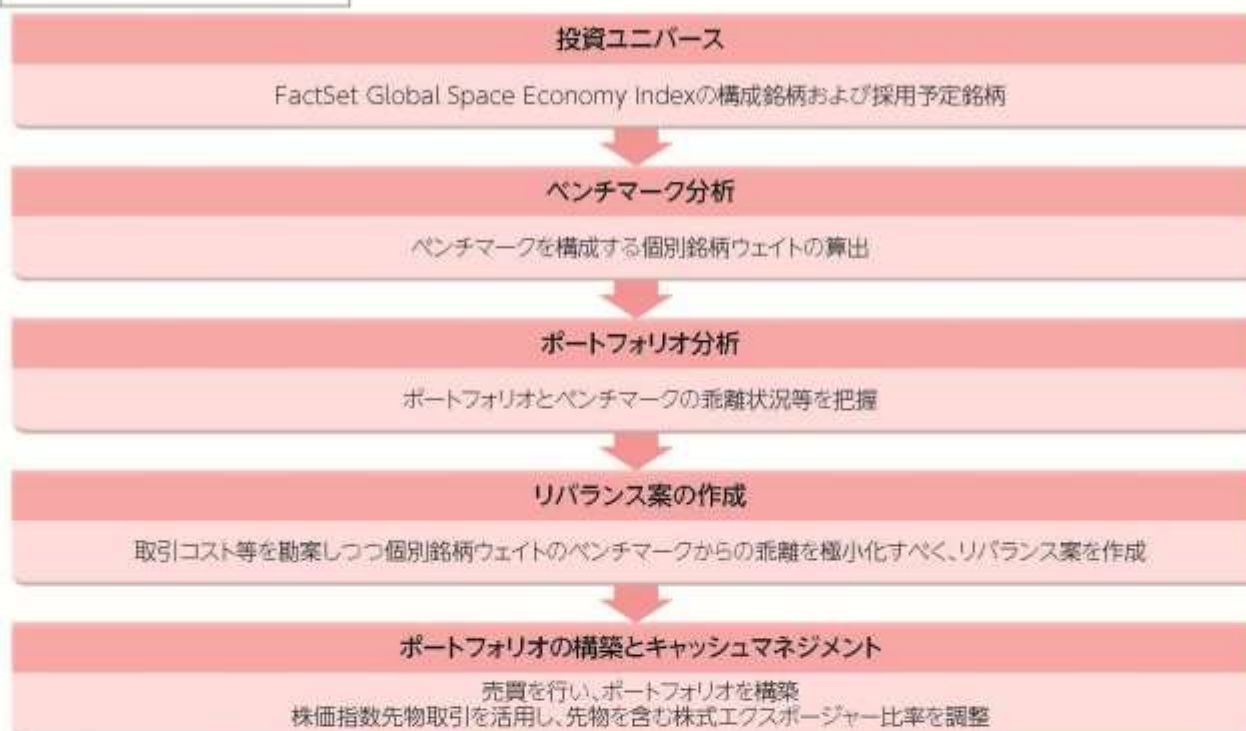 投資ユニバース
FactSet Global Space Economy Indexの構成銘柄および採用予定銘柄
ベンチマーク分析
ベンチマークを構成する個別銘柄ウェイトの算出
ポートフォリオ分析
ポートフォリオとベンチマークの乖離状況等を把握
リバランス案の作成
取引コスト等を勘案しつつ個別銘柄ウェイトのベンチマークからの乖離を極小化すべく、リバランス案を作成
ポートフォリオの構築とキャッシュマネジメント
売買を行い、ポートフォリオを構築
株価指数先物取引を活用し、先物を含む株式エクスポージャー比率を調整